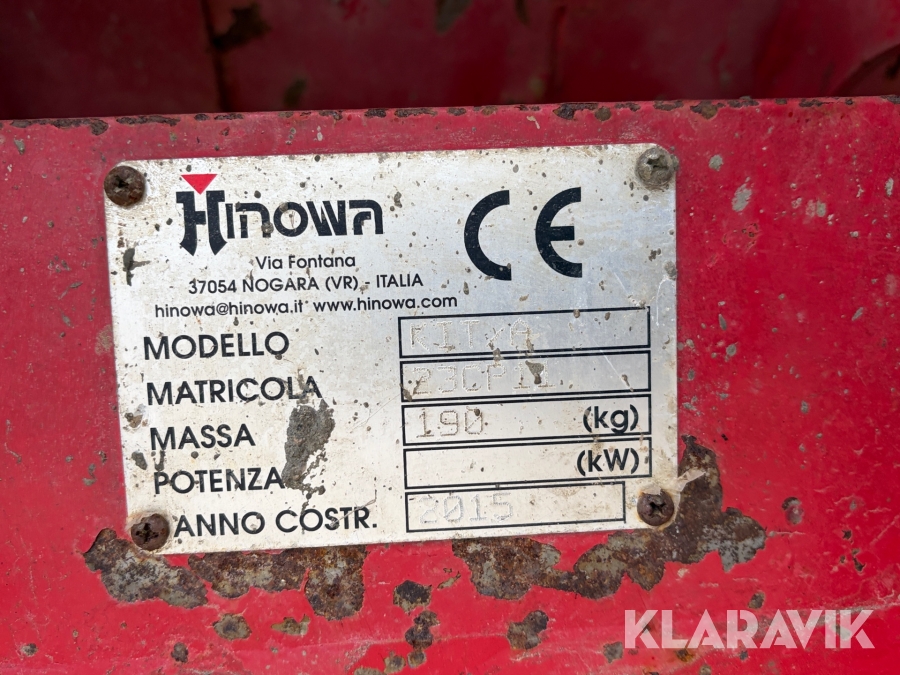 HINOWA
CE
Via Fontana
37054 NOGARA (VR) - ITALIA
hinowa@hinowa.it www.hinowa.com
MODELLO
MATRICOLA
MASSA 190 (kg)
POTENZA (kW)
ANNO COSTR. 2015
KLARAVIK